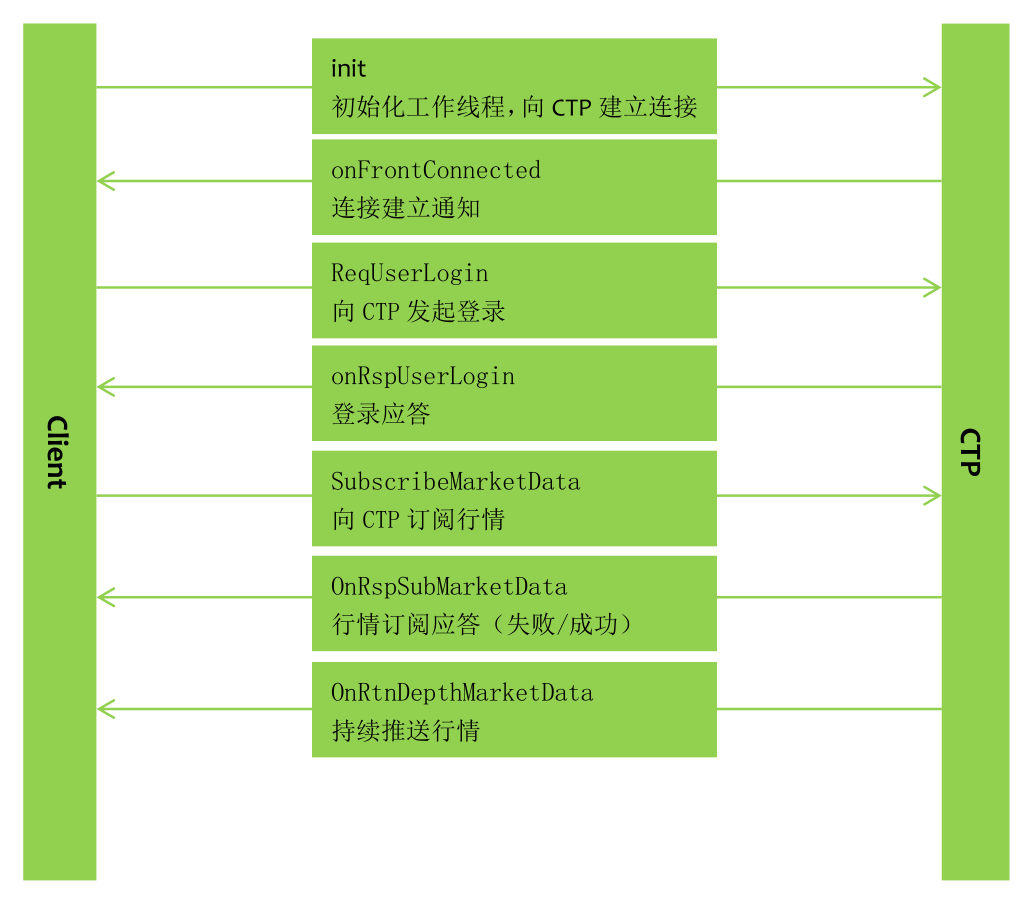 init
初始化工作线程，向 CTP 建立连接
onFrontConnected
连接建立通知
ReqUserLogin
向 CTP 发起登录
onRspUserLogin
登录应答
Client
CTP
SubscribeMarketData
向 CTP 订阅行情
OnRspSubMarketData
行情订阅应答（失败/成功）
OnRtnDepthMarketData
持续推送行情